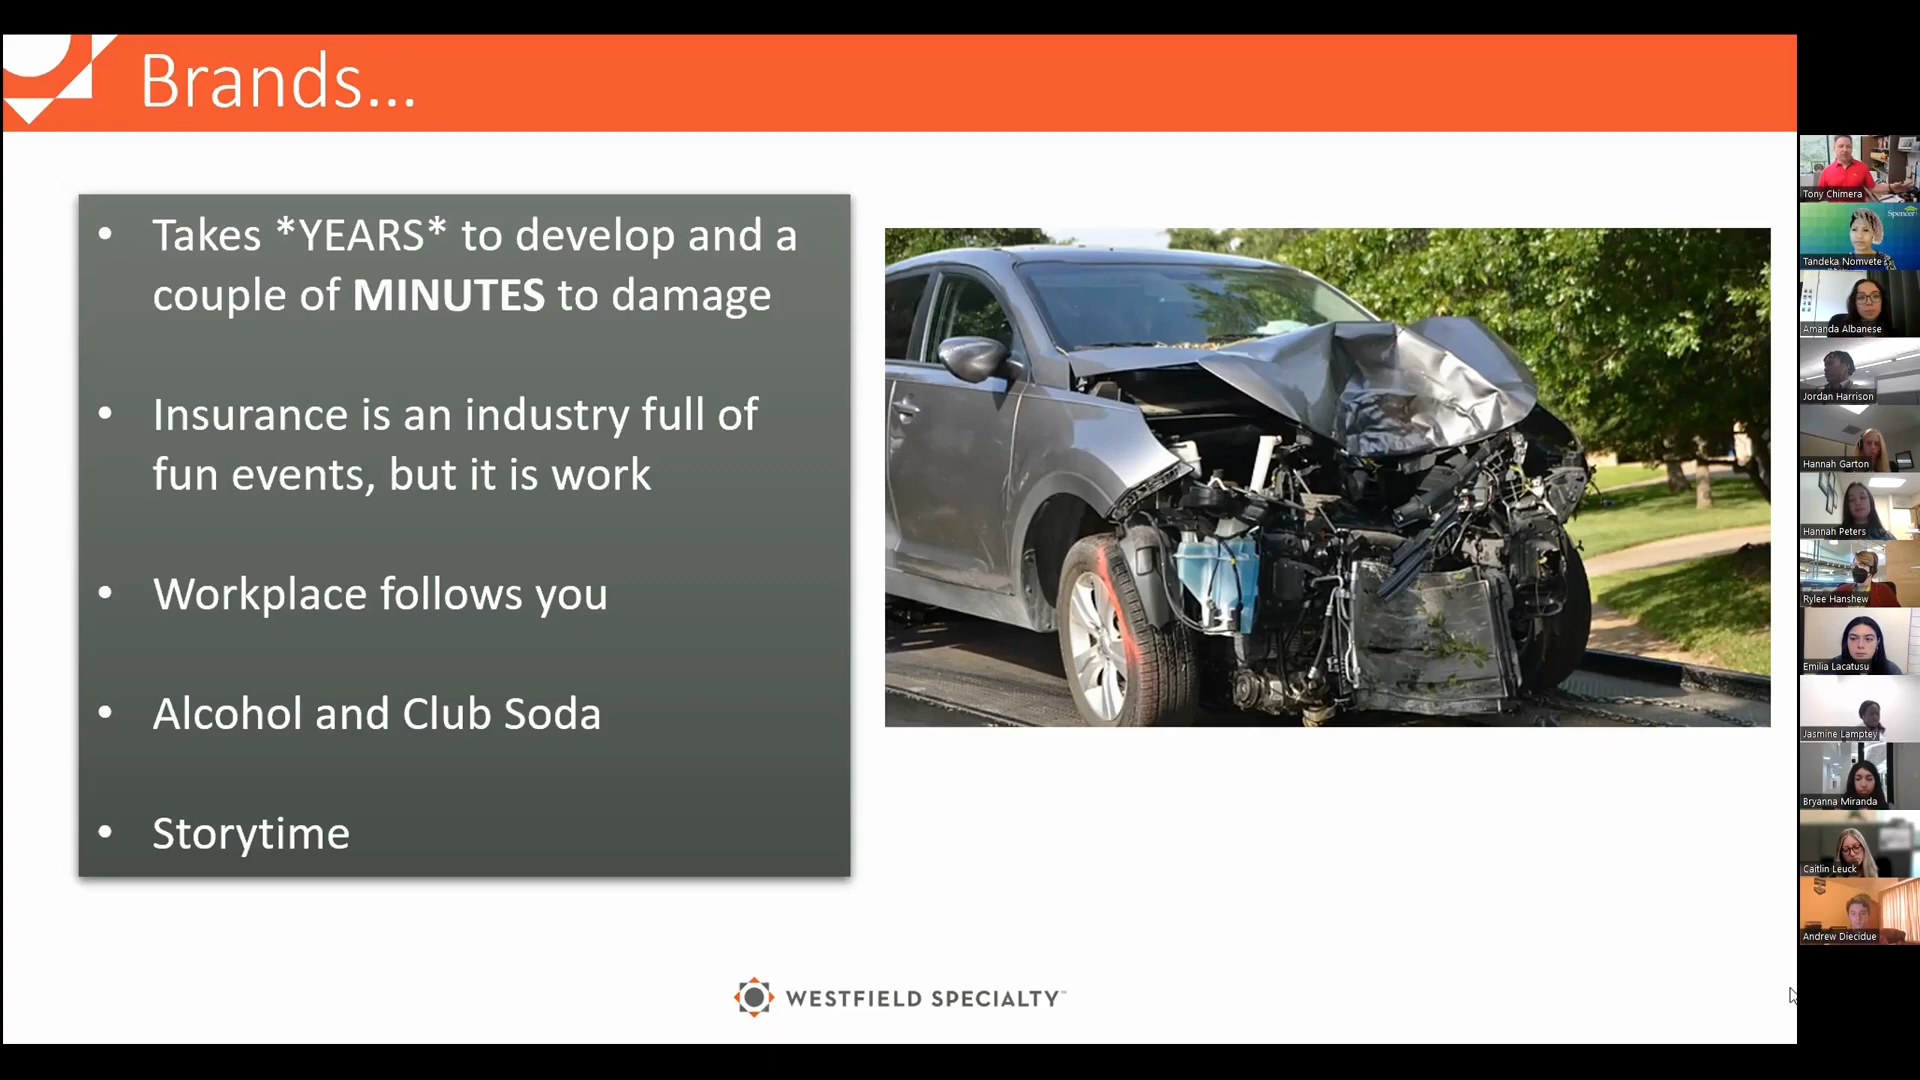 Brands...
• Takes *YEARS* to develop and a
couple of MINUTES to damage
• Insurance is an industry full of
fun events, but it is work
• Workplace follows you
• Alcohol and Club Soda
• Storytime
WESTFIELD SPECIALTY™
Tony Chimera
Spencer
Tandeka Nomvete
Amanda Albanese
Jordan Harrison
Hannah Garton
Hannah Peters
Rylee Hanshew
Emilia Lacatusu
Jasmine Lamptey
Bryanna Miranda
Caitlin Leuck
Andrew Diecidue